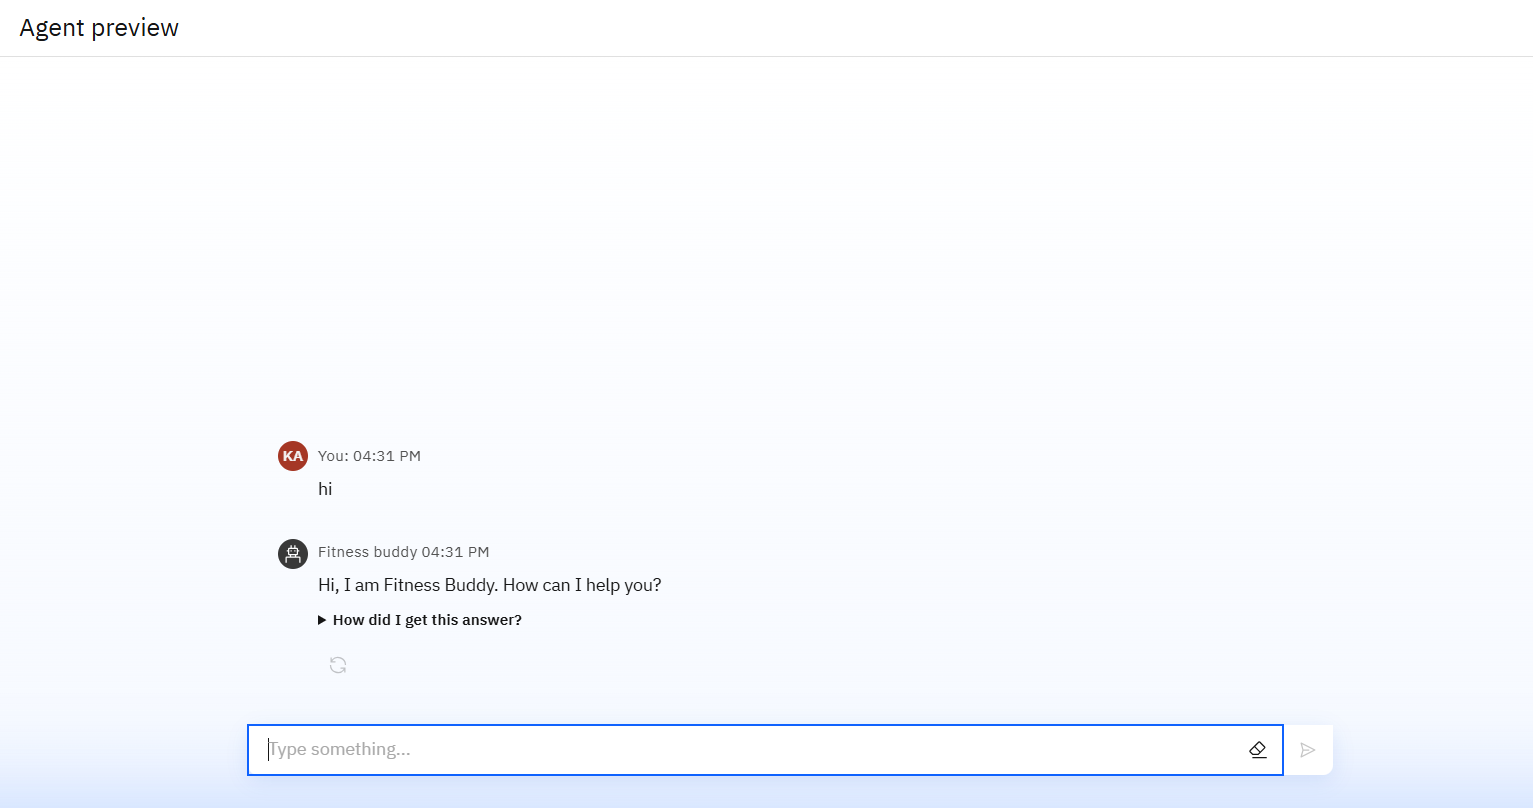 Agent preview
KA
You: 04:31 PM
hi
Fitness buddy 04:31 PM
Hi, I am Fitness Buddy. How can I help you?
How did I get this answer?
Type something...